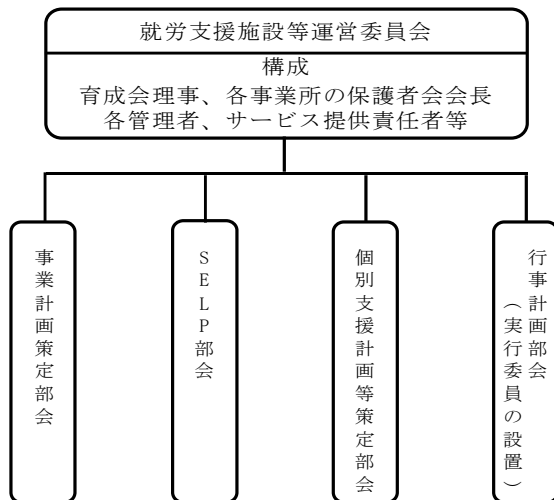 就労支援施設等運営委員会
構成
育成会理事、各事業所の保護者会会長
各管理者、サービス提供責任者等
事業計画策定部会
SELP部会
個別支援計画等策定部会
行事計画部会
（実行委員の設置）